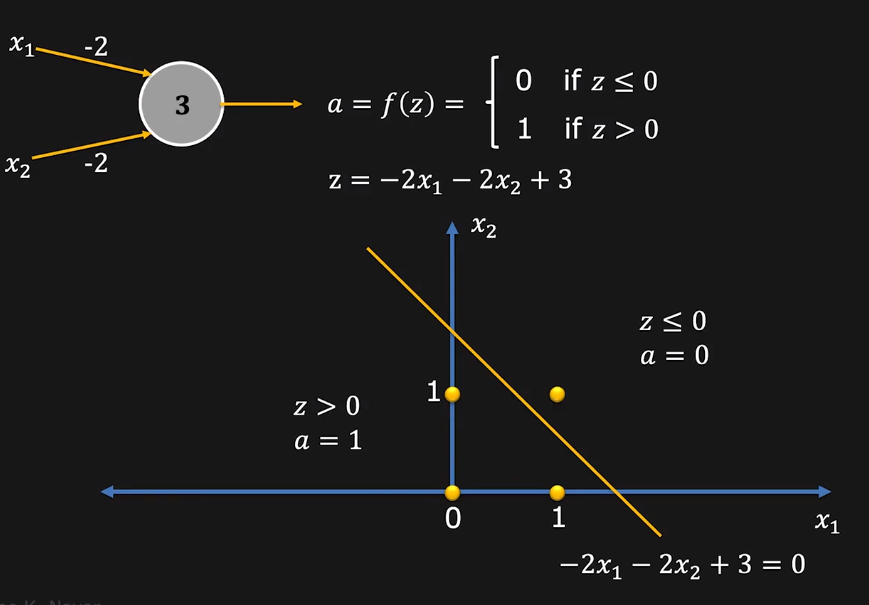 x₁ -2
3
x₂ -2
a = f(z) = { 0 if z ≤ 0
1 if z > 0
z = −2x₁ − 2x₂ + 3
x₂
z ≤ 0
a = 0
1
z > 0
a = 1
0 1
x₁
−2x₁ − 2x₂ + 3 = 0